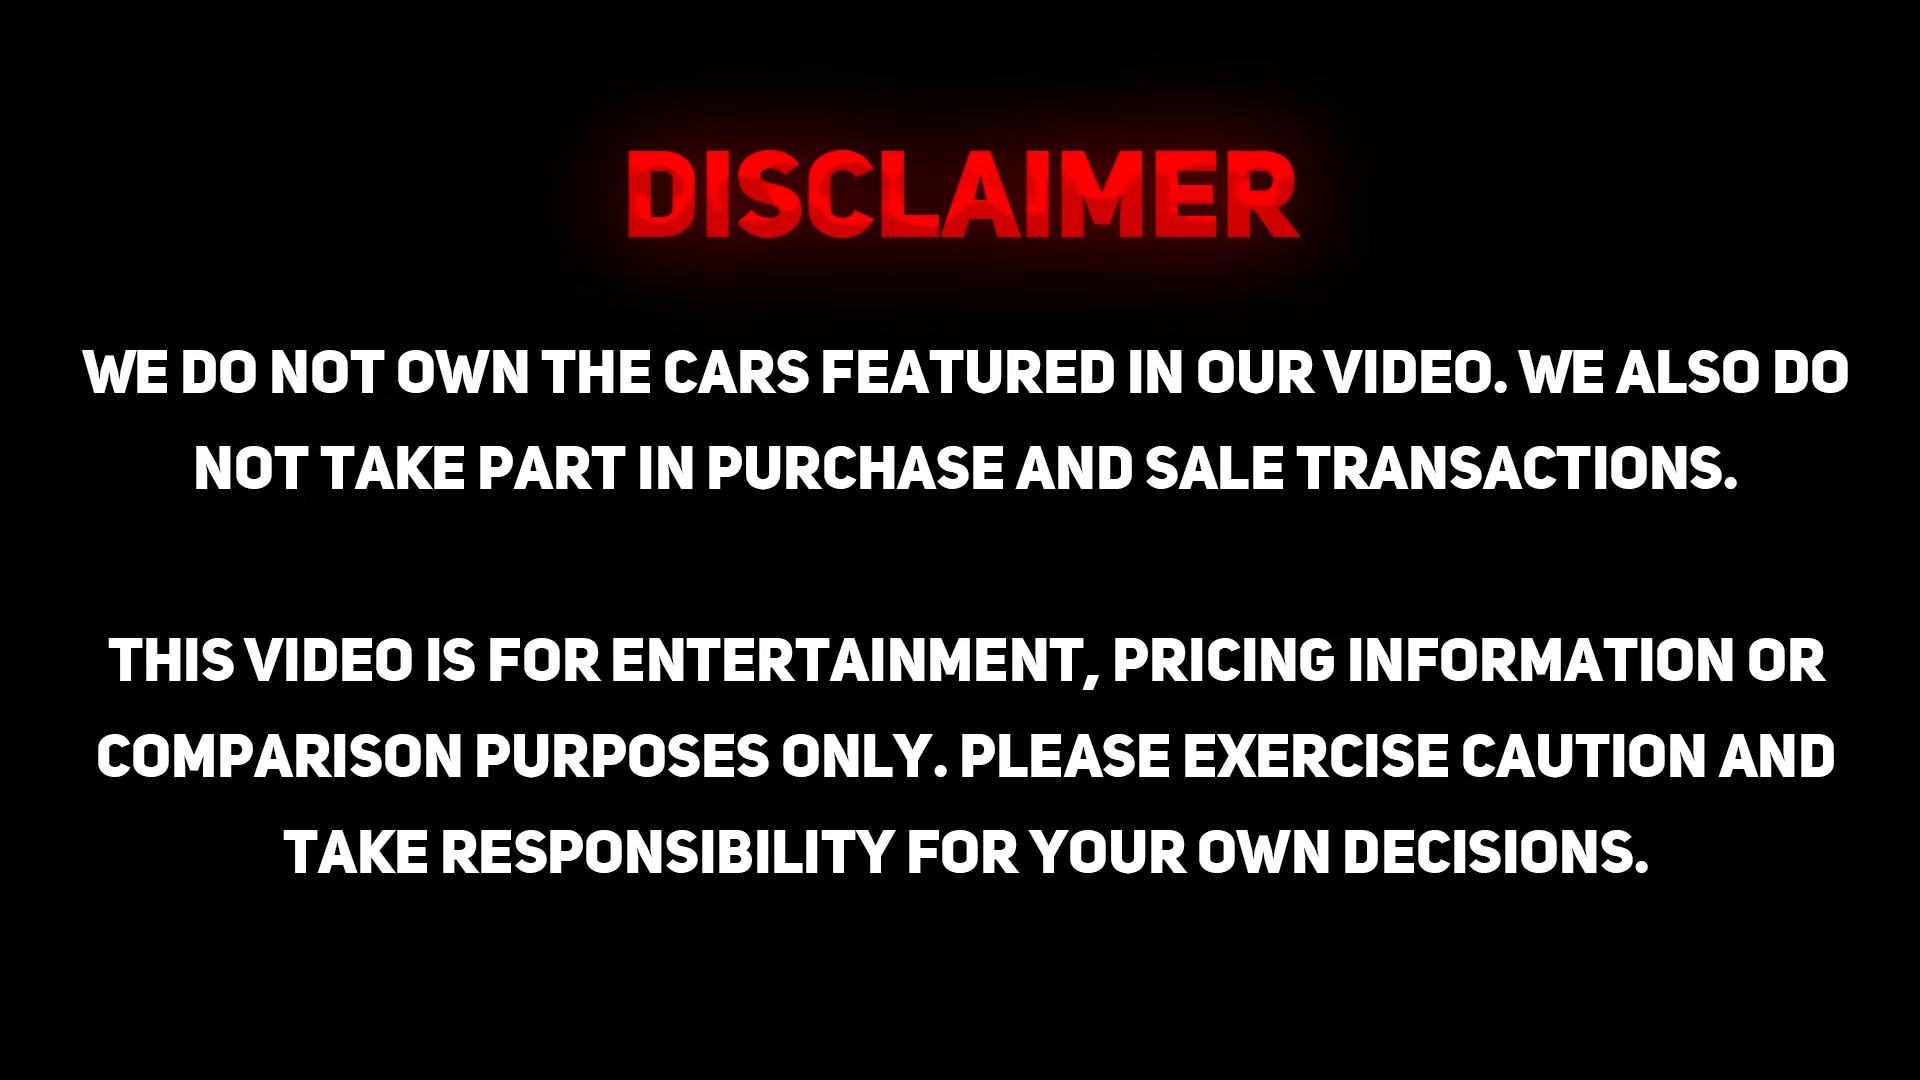 DISCLAIMER
WE DO NOT OWN THE CARS FEATURED IN OUR VIDEO. WE ALSO DO
NOT TAKE PART IN PURCHASE AND SALE TRANSACTIONS.
THIS VIDEO IS FOR ENTERTAINMENT, PRICING INFORMATION OR
COMPARISON PURPOSES ONLY. PLEASE EXERCISE CAUTION AND
TAKE RESPONSIBILITY FOR YOUR OWN DECISIONS.